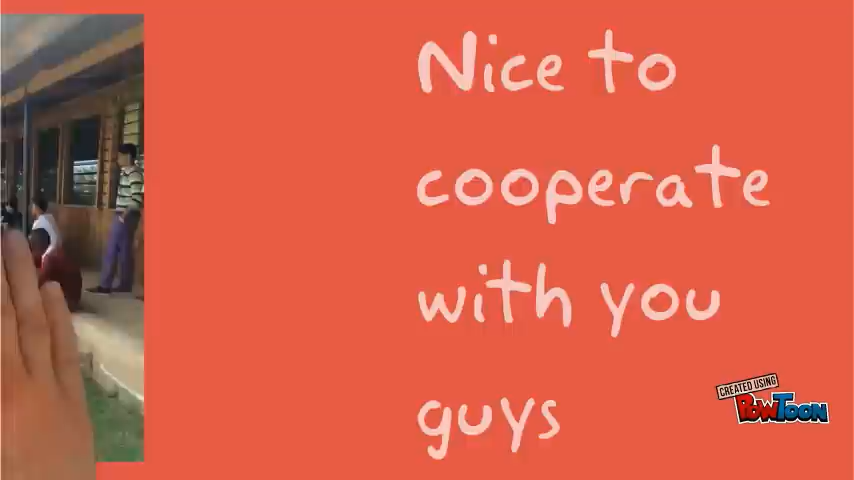 Nice to
cooperate
with you
guys
CREATED USING
POWTOON